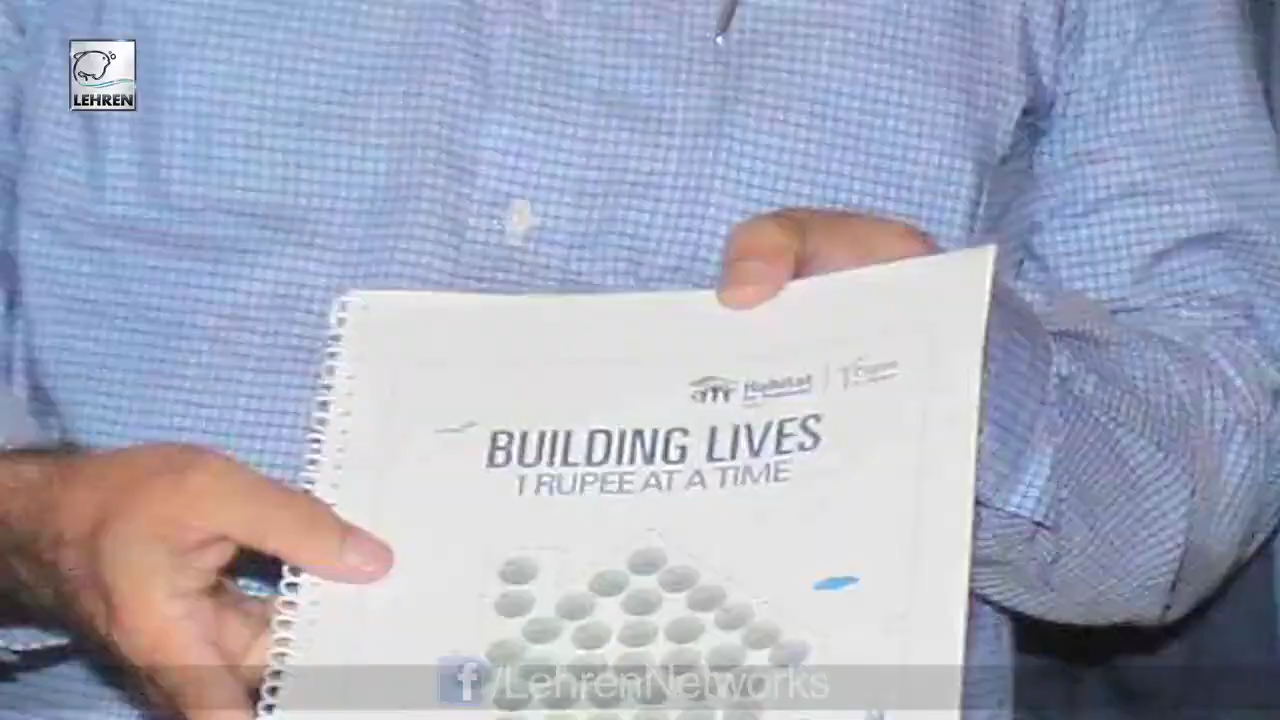 LEHREN
Habitat
BUILDING LIVES
1 RUPEE AT A TIME
f/LehrenNetworks